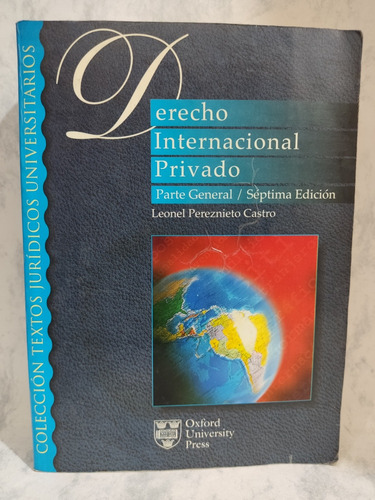 COLECCIÓN TEXTOS JURÍDICOS UNIVERSITARIOS
Derecho
Internacional
Privado
Parte General / Séptima Edición
Leonel Pereznieto Castro
Oxford
University
Press